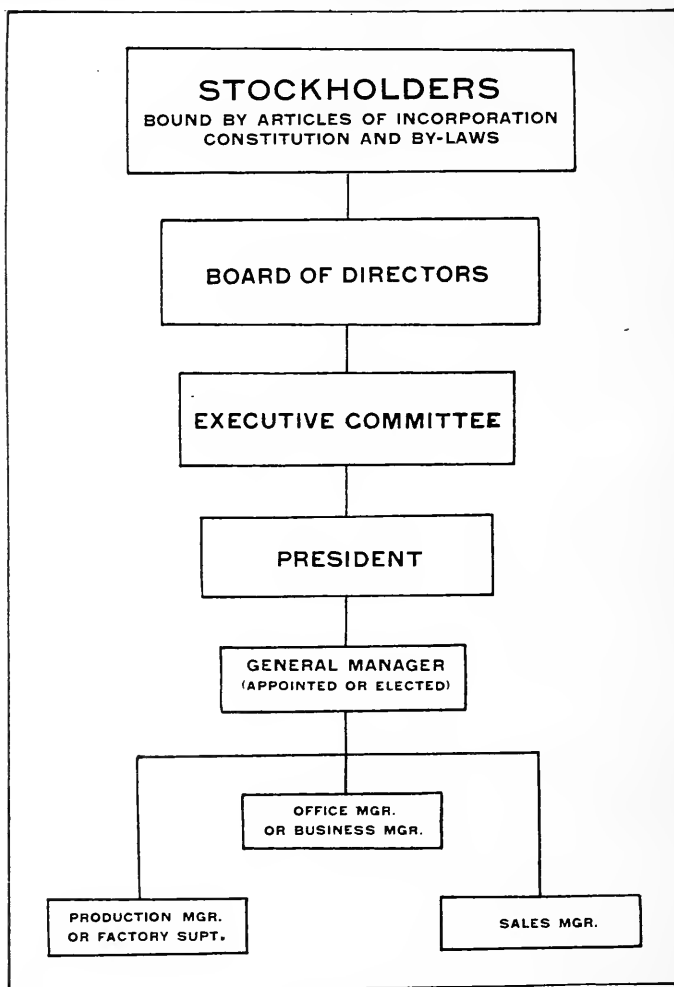 STOCKHOLDERS
BOUND BY ARTICLES OF INCORPORATION
CONSTITUTION AND BY-LAWS
BOARD OF DIRECTORS
EXECUTIVE COMMITTEE
PRESIDENT
GENERAL MANAGER
(APPOINTED OR ELECTED)
OFFICE MGR.
OR BUSINESS MGR.
PRODUCTION MGR.
OR FACTORY SUPT.
SALES MGR.